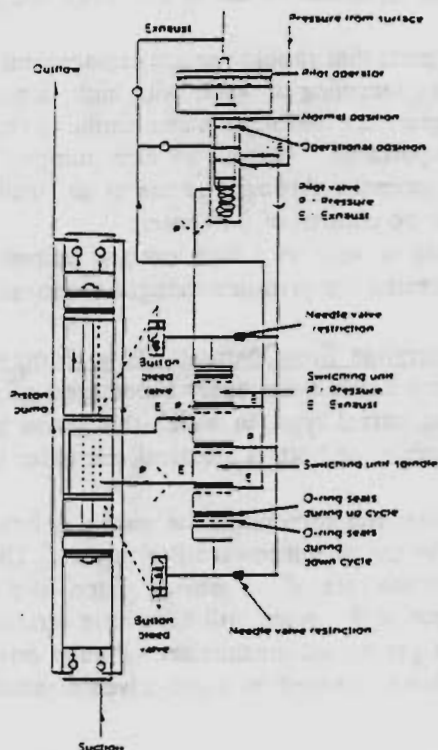 Pressure from surface
Exhaust
Pilot operator
Outflow
Normal position
Operational position
Pilot valve
P - Pressure
E - Exhaust
Needle valve
restriction
Button
bleed
valve
Switching unit
P - Pressure
E - Exhaust
Piston
pump
Switching unit spindle
O-ring seats
during up cycle
O-ring seats
during
down cycle
Button
bleed
valve
Needle valve restriction
Suction